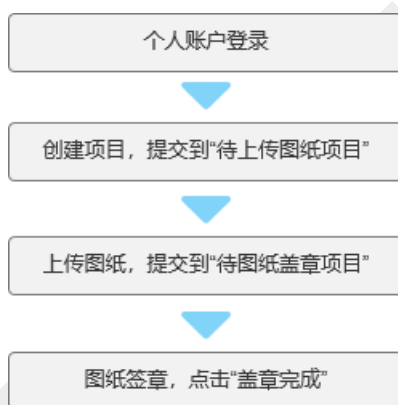 个人账户登录
创建项目，提交到“待上传图纸项目”
上传图纸，提交到“待图纸盖章项目”
图纸签章，点击“盖章完成”